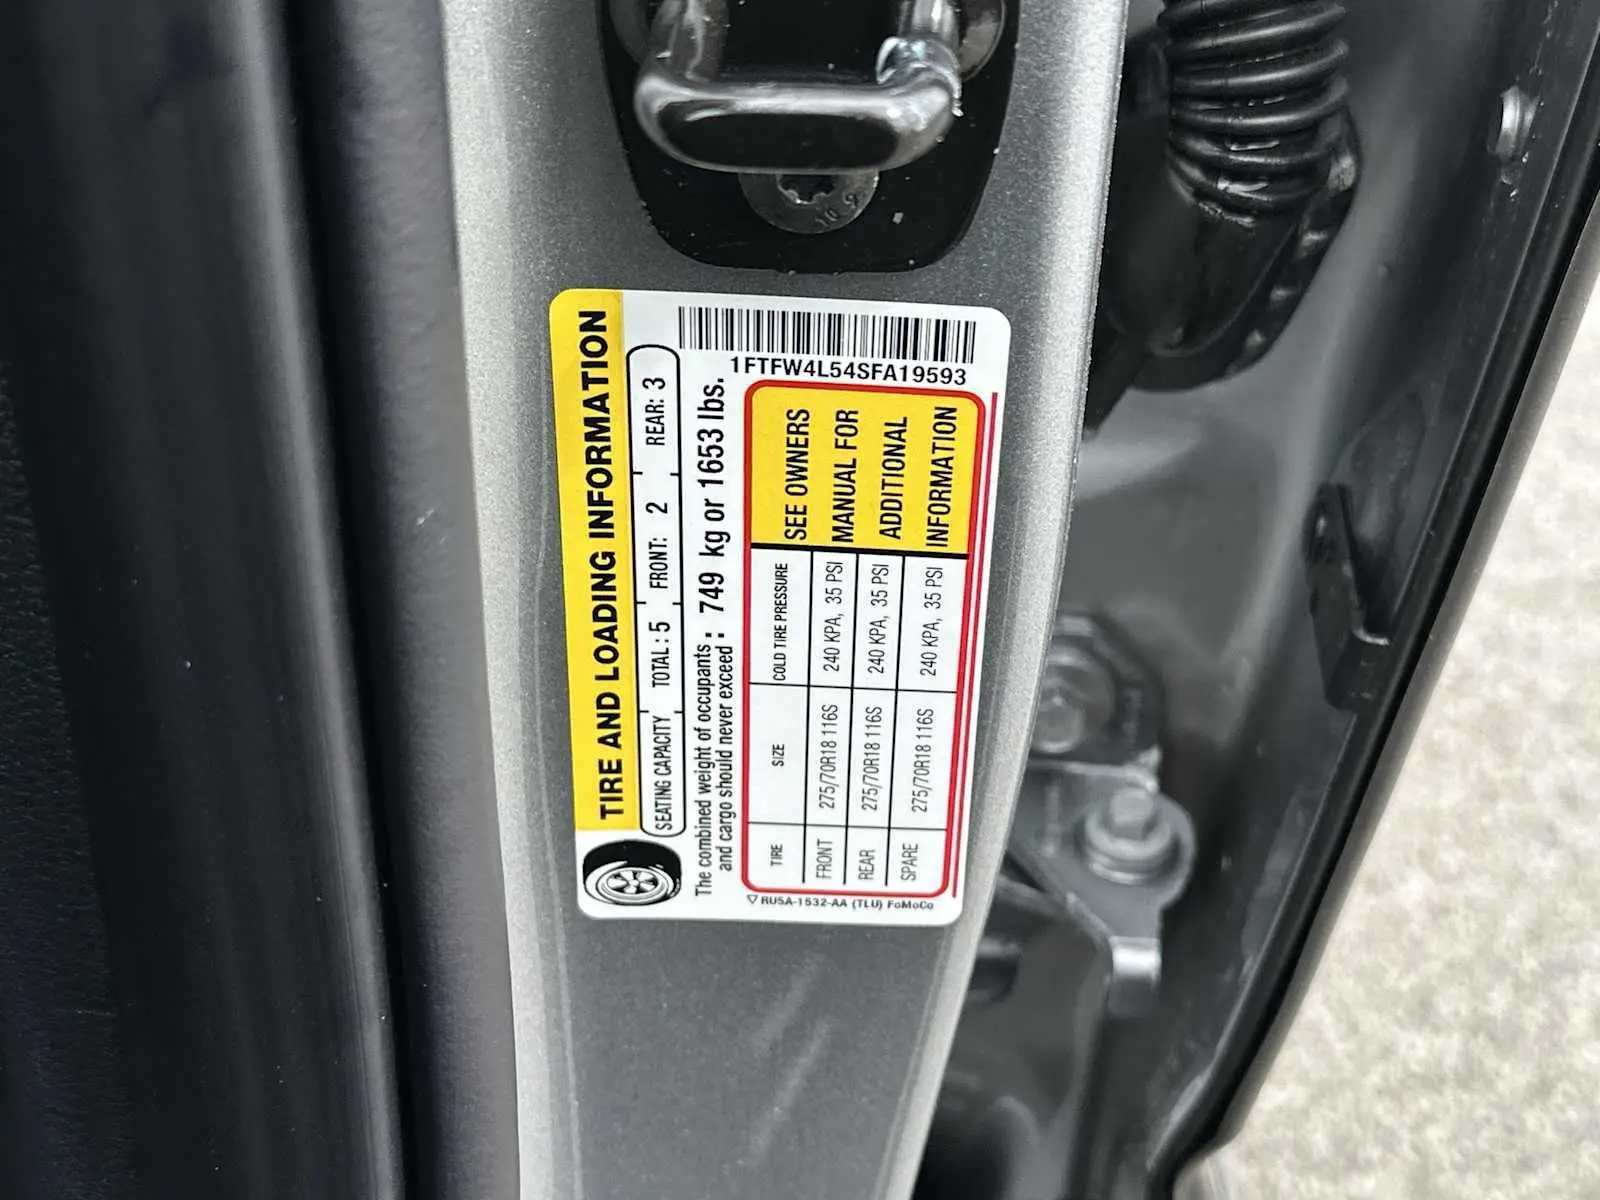 1FTFW4L54SFA19593
TIRE AND LOADING INFORMATION
SEATING CAPACITY TOTAL : 5 FRONT: 2 REAR: 3
The combined weight of occupants
and cargo should never exceed : 749 kg or 1653 lbs.
TIRE SIZE COLD TIRE PRESSURE
FRONT 275/70R18 116S 240 KPA, 35 PSI
REAR 275/70R18 116S 240 KPA, 35 PSI
SPARE 275/70R18 116S 240 KPA, 35 PSI
SEE OWNERS
MANUAL FOR
ADDITIONAL
INFORMATION
RU5A-1532-AA (TLU) FoMoCo
10 9